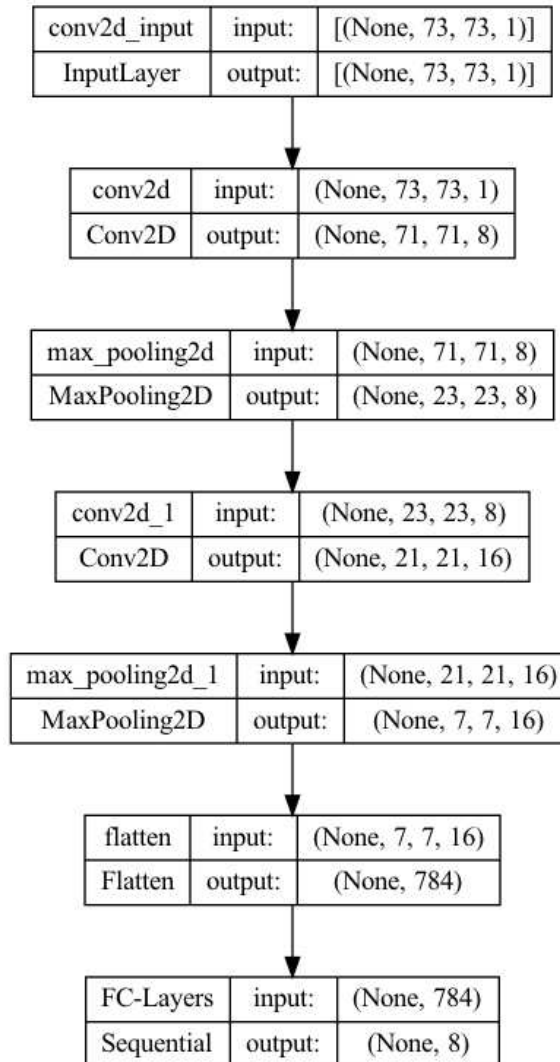 conv2d_input input: [(None, 73, 73, 1)]
InputLayer output: [(None, 73, 73, 1)]
conv2d input: (None, 73, 73, 1)
Conv2D output: (None, 71, 71, 8)
max_pooling2d input: (None, 71, 71, 8)
MaxPooling2D output: (None, 23, 23, 8)
conv2d_1 input: (None, 23, 23, 8)
Conv2D output: (None, 21, 21, 16)
max_pooling2d_1 input: (None, 21, 21, 16)
MaxPooling2D output: (None, 7, 7, 16)
flatten input: (None, 7, 7, 16)
Flatten output: (None, 784)
FC-Layers input: (None, 784)
Sequential output: (None, 8)